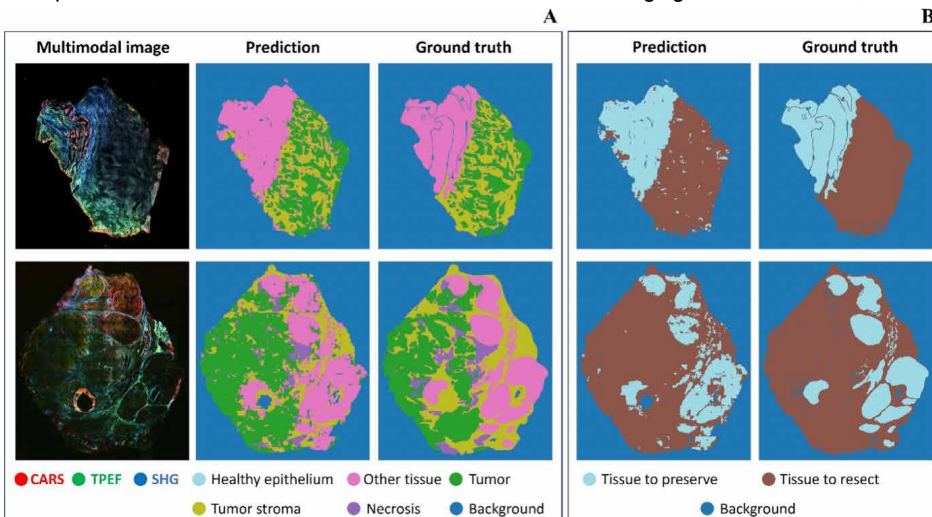 A
B
Multimodal image Prediction Ground truth
Prediction Ground truth
CARS TPEF SHG Healthy epithelium Other tissue Tumor
Tumor stroma Necrosis Background
Tissue to preserve Tissue to resect
Background